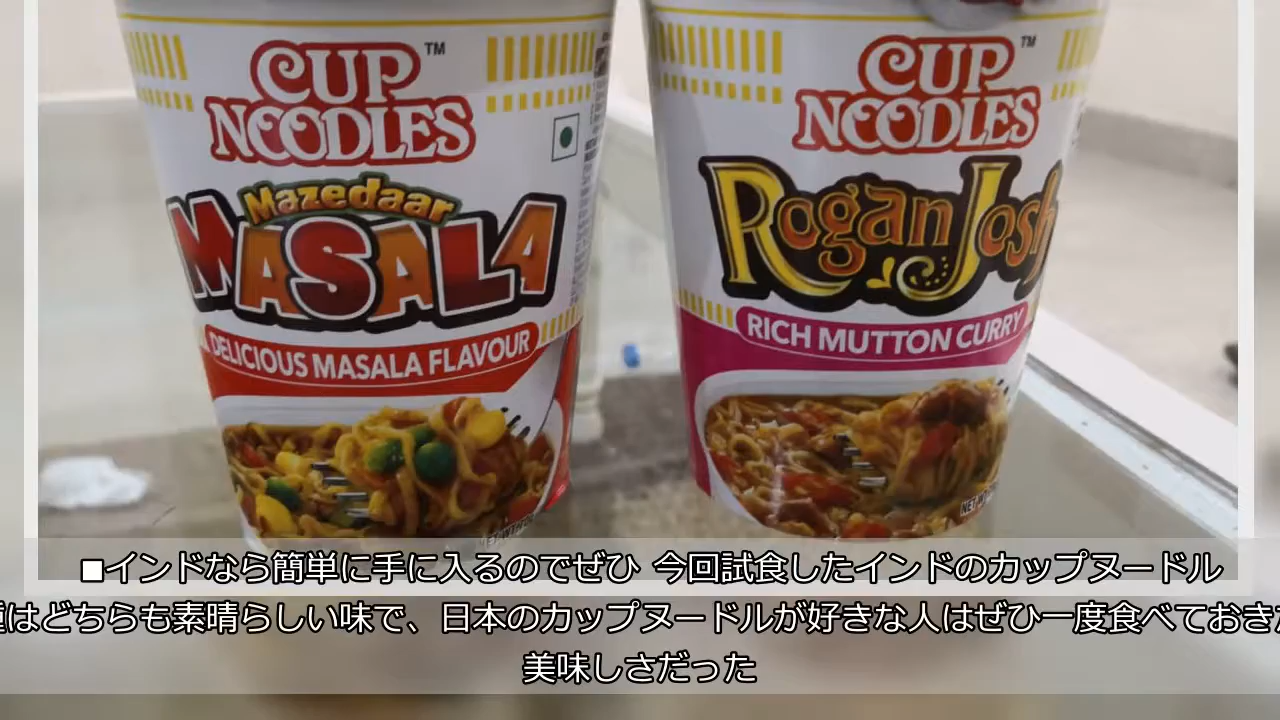 CUP
NOODLES
TM
Mazedaar
MASALA
DELICIOUS MASALA FLAVOUR
CUP
NOODLES
TM
Rogan Josh
RICH MUTTON CURRY
■インドなら簡単に手に入るのでぜひ 今回試食したインドのカップヌードル
はどちらも素晴らしい味で、日本のカップヌードルが好きな人はぜひ一度食べておきた
美味しさだった